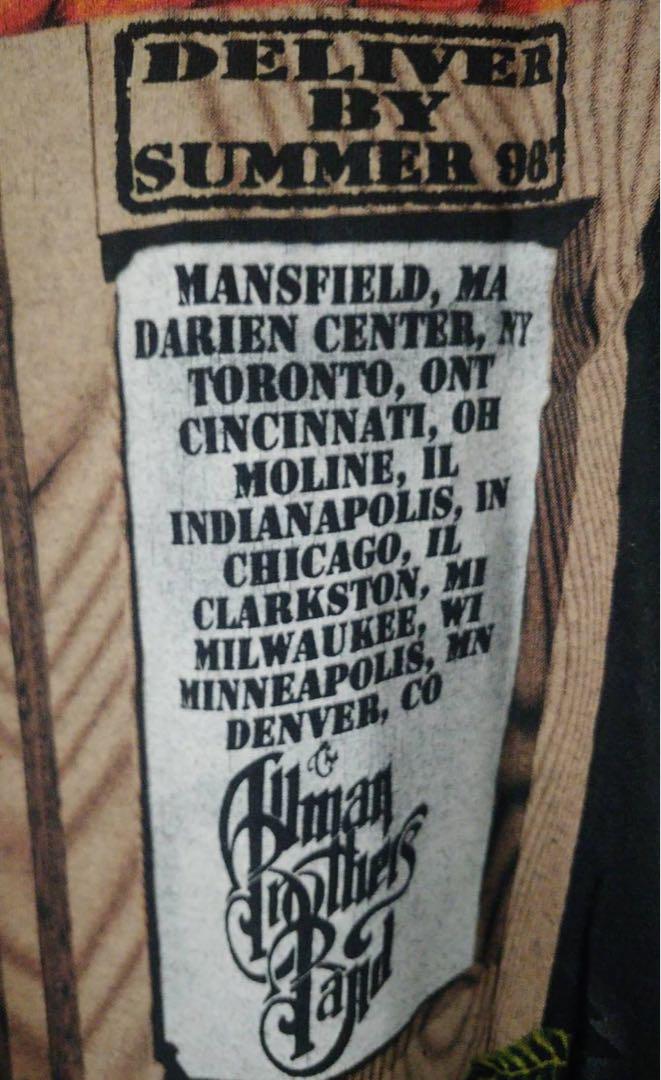 DELIVER
BY
SUMMER 98'
MANSFIELD, MA
DARIEN CENTER, NY
TORONTO, ONT
CINCINNATI, OH
MOLINE, IL
INDIANAPOLIS, IN
CHICAGO, IL
CLARKSTON, MI
MILWAUKEE, WI
MINNEAPOLIS, MN
DENVER, CO
The
Allman
Brothers
Band